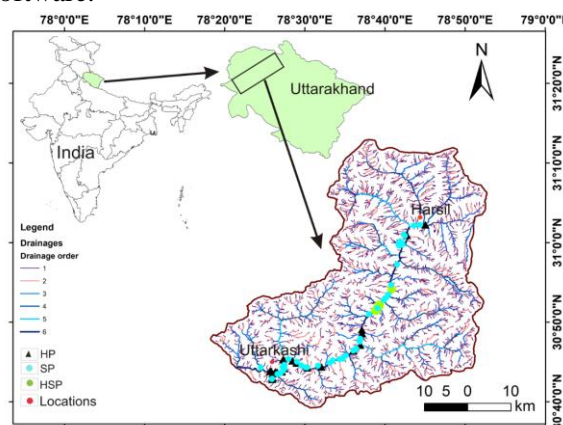 78°0'0"E 78°10'0"E 78°20'0"E 78°30'0"E 78°40'0"E 78°50'0"E 79°0'0"E
N
Uttarakhand
India
31°20'0"N
31°10'0"N
31°0'0"N
30°50'0"N
30°40'0"N
Harsil
Uttarkashi
Legend
Drainages
Drainage order
1
2
3
4
5
6
HP
SP
HSP
Locations
10 5 0 10
km